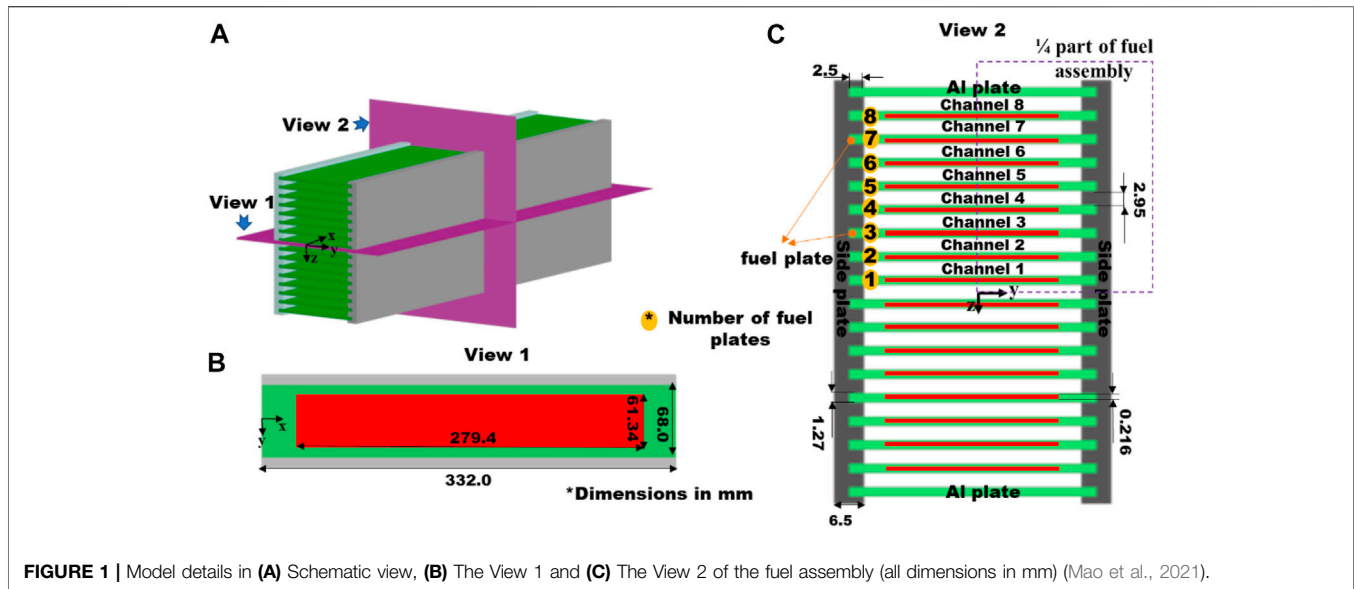 A
View 2
View 1
x
y
z
* Number of fuel
plates
B
View 1
x
y
279.4
61.34
68.0
332.0
*Dimensions in mm
C
View 2
¼ part of fuel
assembly
2.5
Al plate
Channel 8
8
Channel 7
7
Channel 6
6
Channel 5
5
Channel 4
4
2.95
Channel 3
3
fuel plate
Channel 2
2
Channel 1
1
Side plate
Side plate
y
z
1.27
0.216
Al plate
6.5
FIGURE 1 | Model details in (A) Schematic view, (B) The View 1 and (C) The View 2 of the fuel assembly (all dimensions in mm) (Mao et al., 2021).